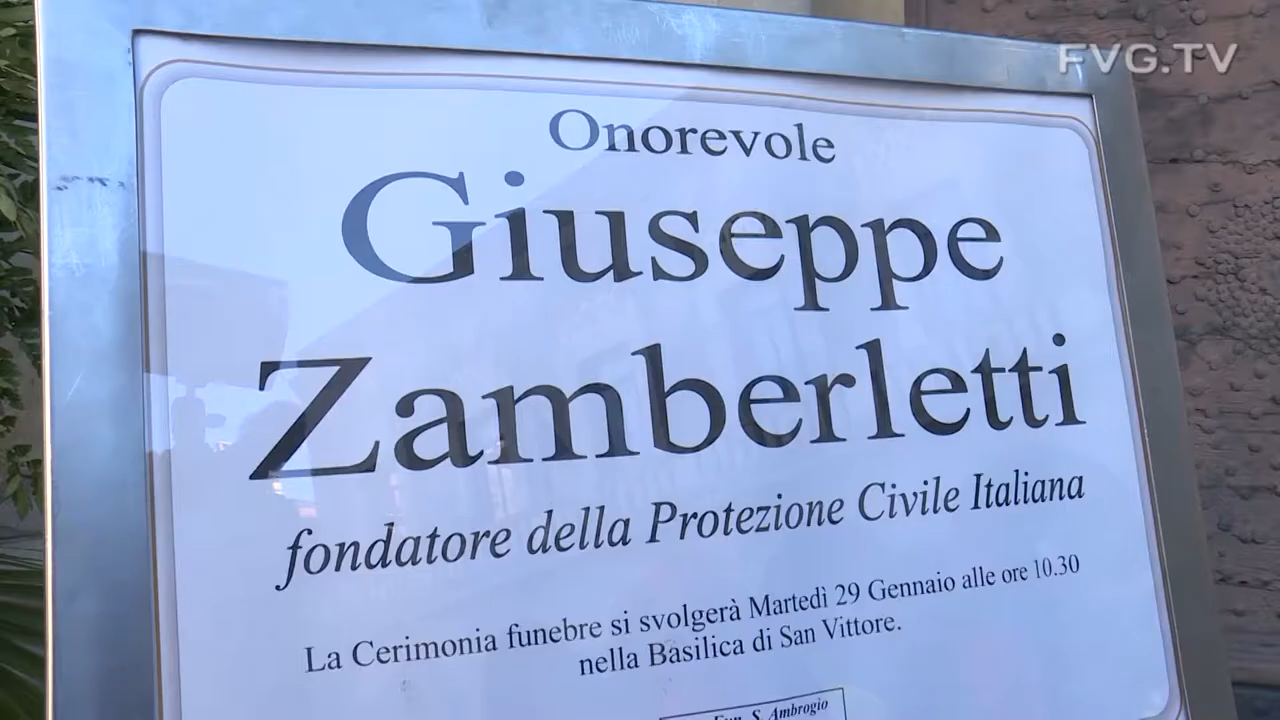 FVG.TV
Onorevole
Giuseppe
Zamberletti
fondatore della Protezione Civile Italiana
La Cerimonia funebre si svolgerà Martedì 29 Gennaio alle ore 10.30
nella Basilica di San Vittore.
S. Ambrogio